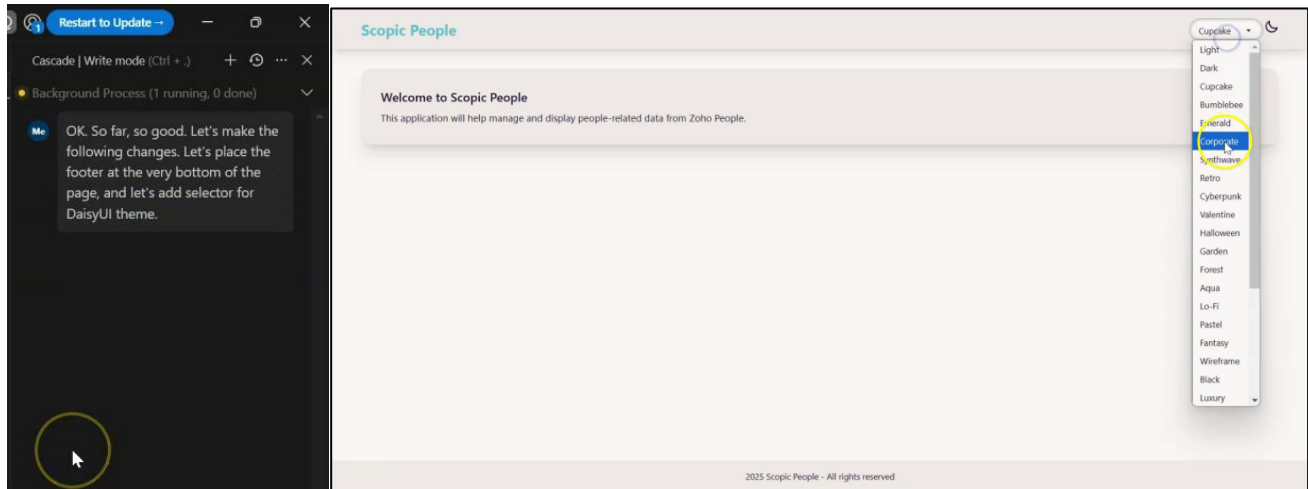 Restart to Update →
Cascade | Write mode (Ctrl + .)
Background Process (1 running, 0 done)
Me
OK. So far, so good. Let's make the
following changes. Let's place the
footer at the very bottom of the
page, and let's add selector for
DaisyUI theme.
Scopic People
Cupcake
Welcome to Scopic People
This application will help manage and display people-related data from Zoho People.
Light
Dark
Cupcake
Bumblebee
Emerald
Corporate
Synthwave
Retro
Cyberpunk
Valentine
Halloween
Garden
Forest
Aqua
Lo-Fi
Pastel
Fantasy
Wireframe
Black
Luxury
2025 Scopic People - All rights reserved